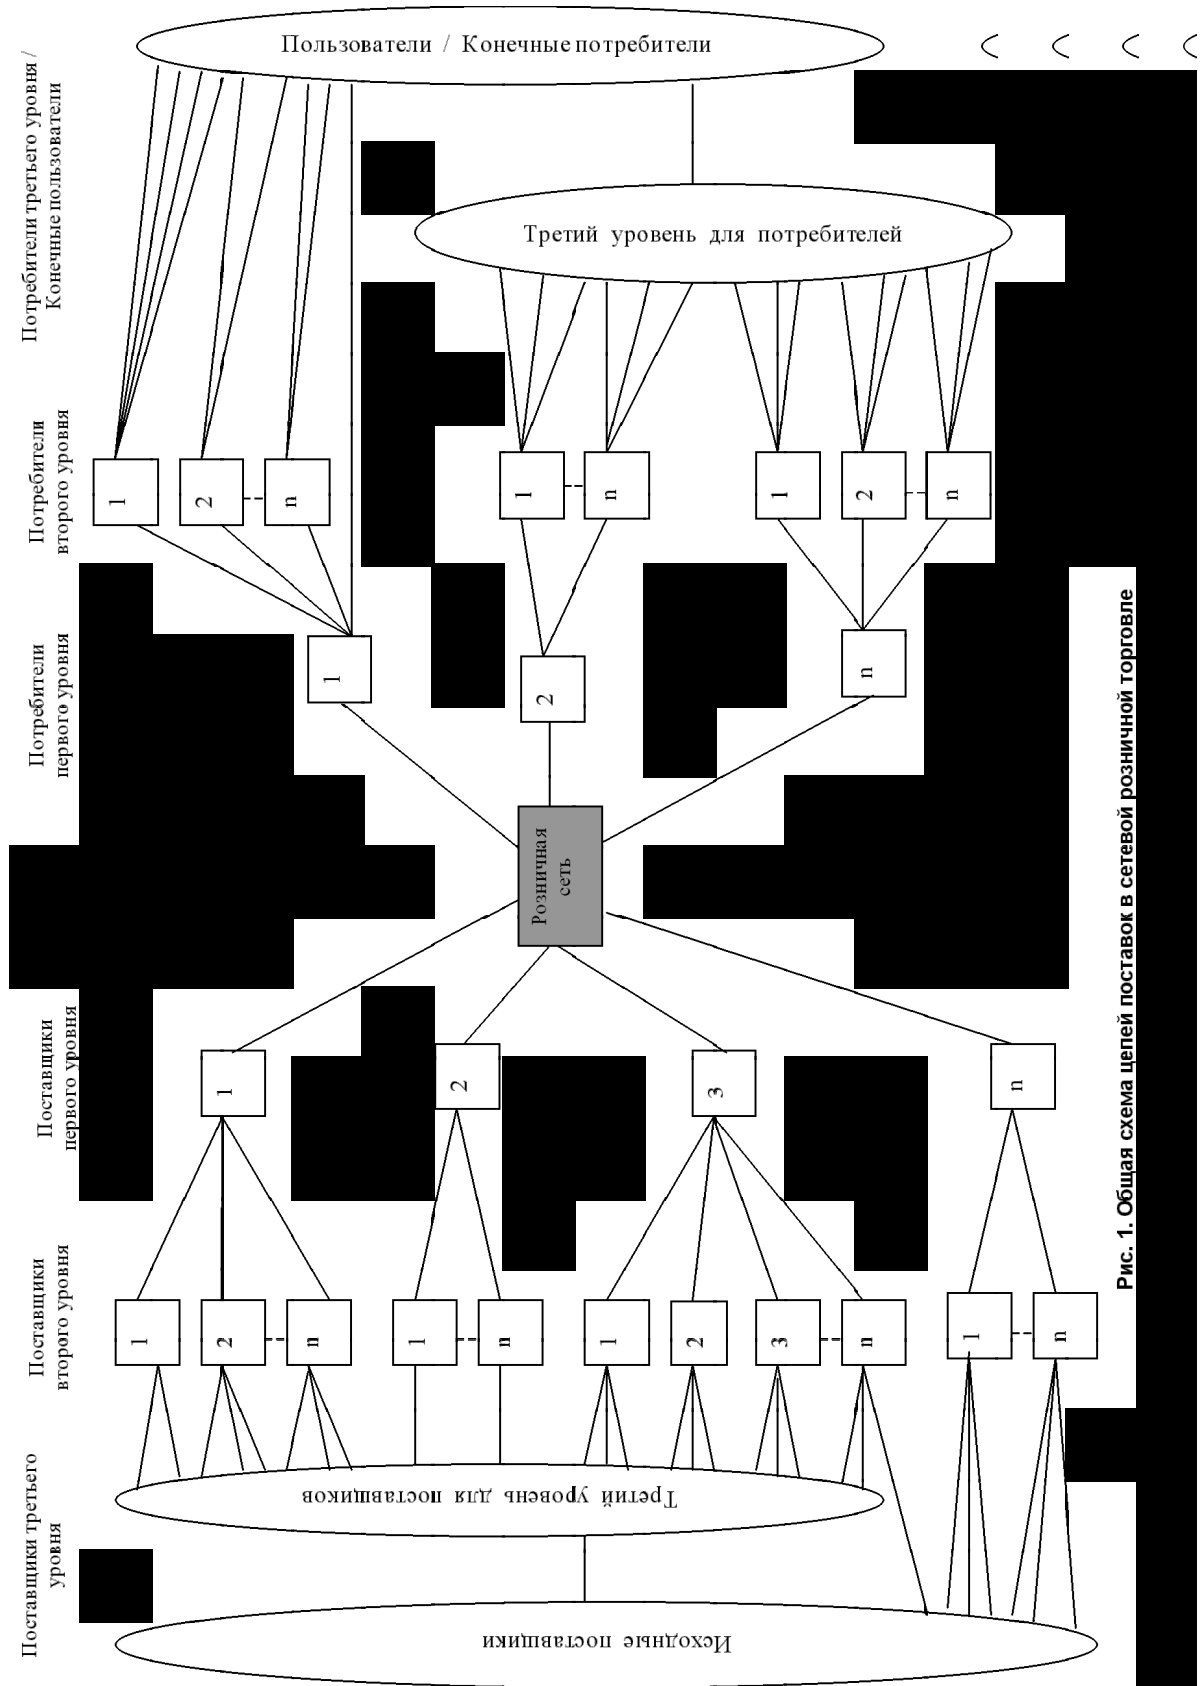 Пользователи / Конечные потребители
Потребители третьего уровня /
Конечные пользователи
Третий уровень для потребителей
Потребители
второго уровня
1
2
n
1
n
1
2
n
Потребители
первого уровня
1
2
n
Розничная
сеть
Поставщики
первого уровня
1
2
3
n
Поставщики
второго уровня
1
2
n
1
n
1
2
3
n
1
n
Поставщики третьего
уровня
Третий уровень для поставщиков
Исходные поставщики
Рис. 1. Общая схема цепей поставок в сетевой розничной торговле